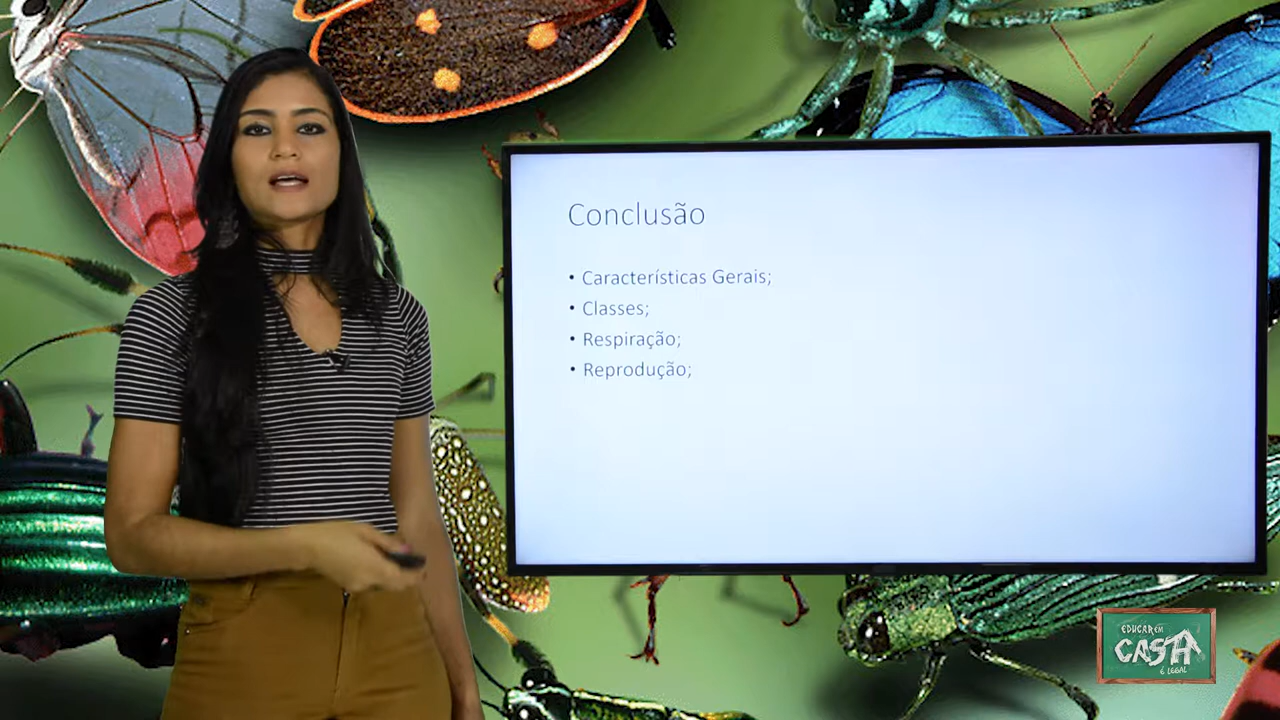 Conclusão
• Características Gerais;
• Classes;
• Respiração;
• Reprodução;
EDUCAR EM
CASA
É LEGAL